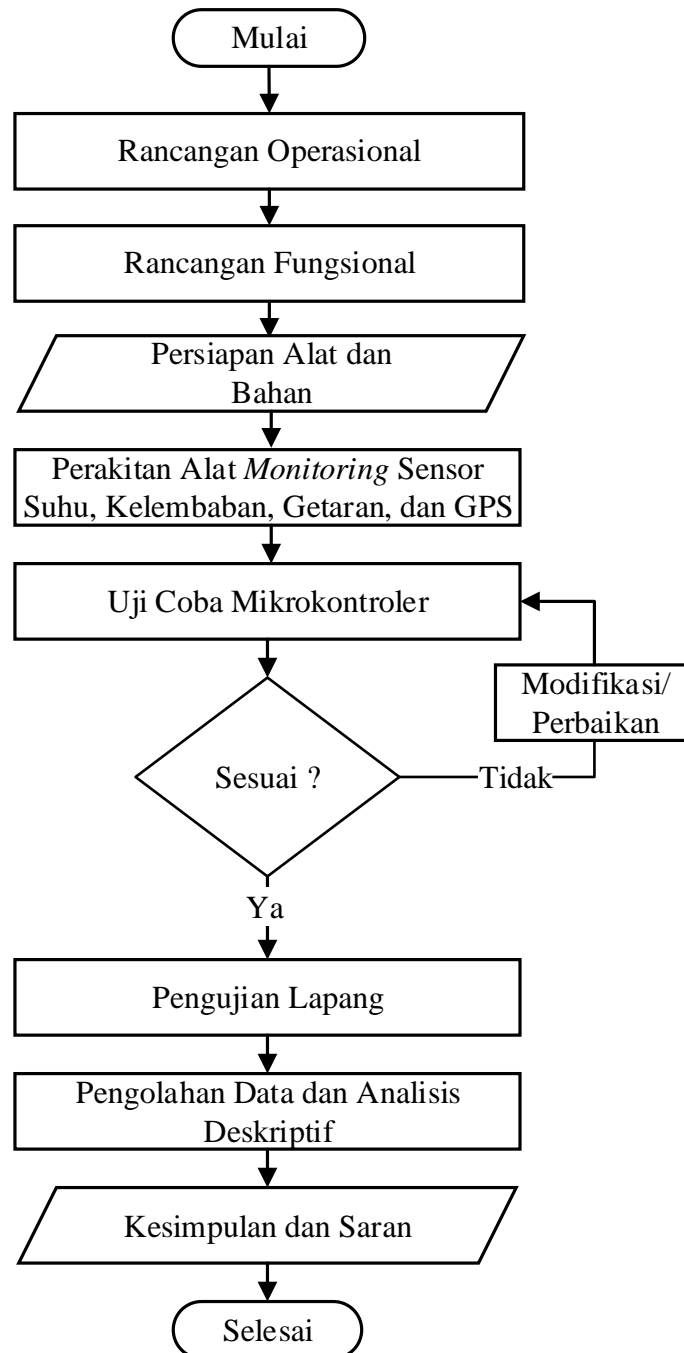 Mulai
Rancangan Operasional
Rancangan Fungsional
Persiapan Alat dan
Bahan
Perakitan Alat Monitoring Sensor
Suhu, Kelembaban, Getaran, dan GPS
Uji Coba Mikrokontroler
Modifikasi/
Perbaikan
Sesuai ?
Tidak
Ya
Pengujian Lapang
Pengolahan Data dan Analisis
Deskriptif
Kesimpulan dan Saran
Selesai